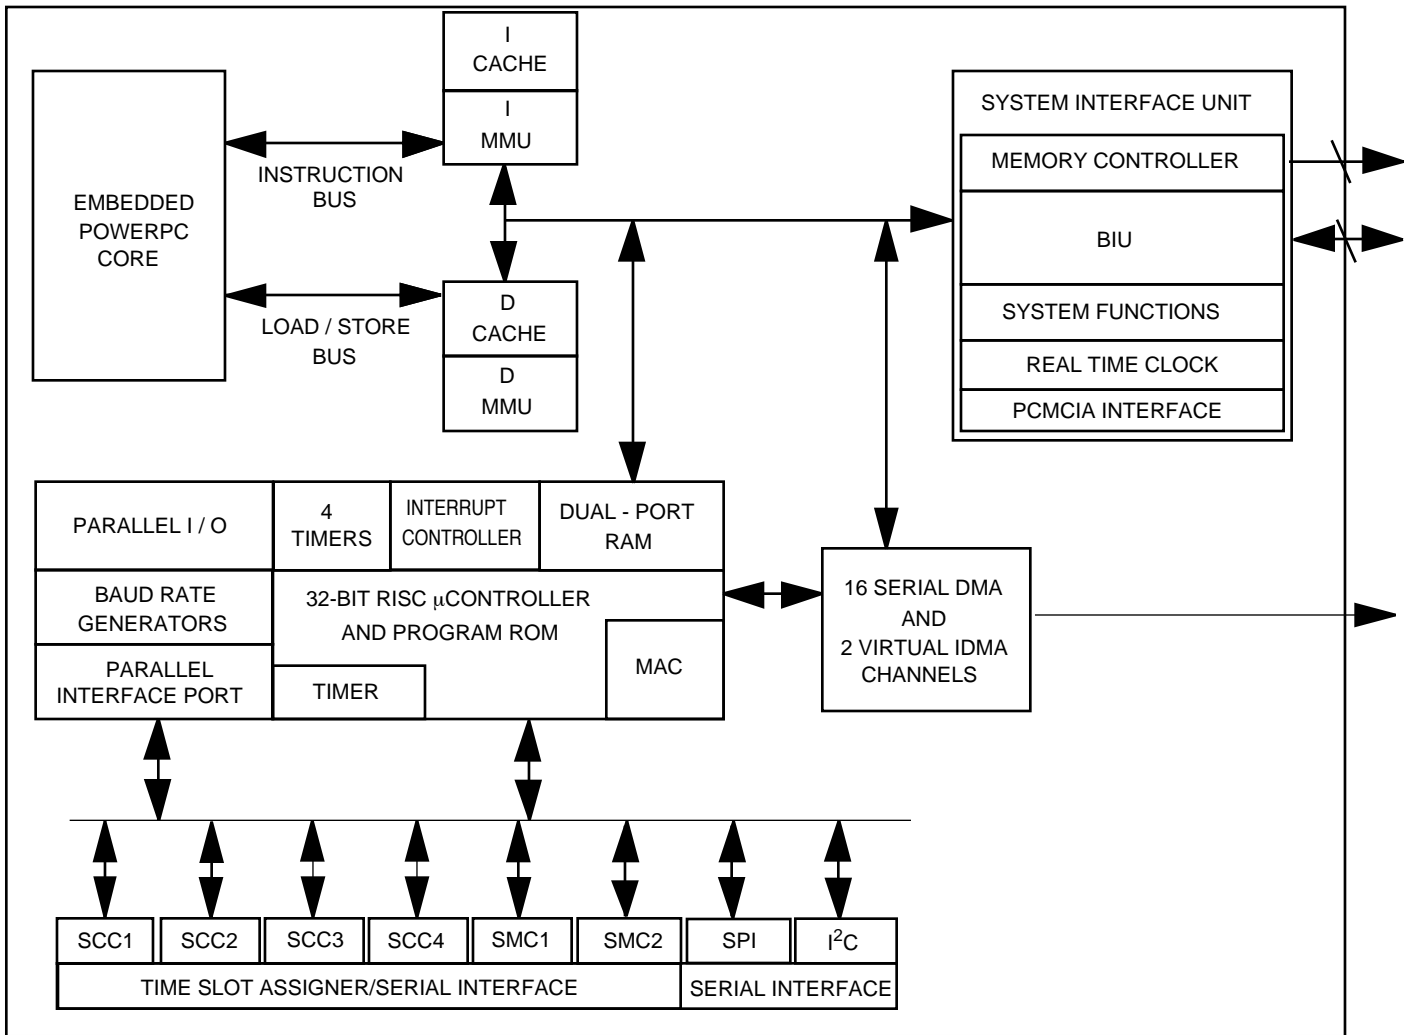 I
CACHE
I
MMU
EMBEDDED
POWERPC
CORE
INSTRUCTION
BUS
LOAD / STORE
BUS
D
CACHE
D
MMU
SYSTEM INTERFACE UNIT
MEMORY CONTROLLER
BIU
SYSTEM FUNCTIONS
REAL TIME CLOCK
PCMCIA INTERFACE
PARALLEL I / O
4
TIMERS
INTERRUPT
CONTROLLER
DUAL - PORT
RAM
BAUD RATE
GENERATORS
32-BIT RISC μCONTROLLER
AND PROGRAM ROM
PARALLEL
INTERFACE PORT
TIMER
MAC
16 SERIAL DMA
AND
2 VIRTUAL IDMA
CHANNELS
SCC1
SCC2
SCC3
SCC4
SMC1
SMC2
SPI
I²C
TIME SLOT ASSIGNER/SERIAL INTERFACE
SERIAL INTERFACE